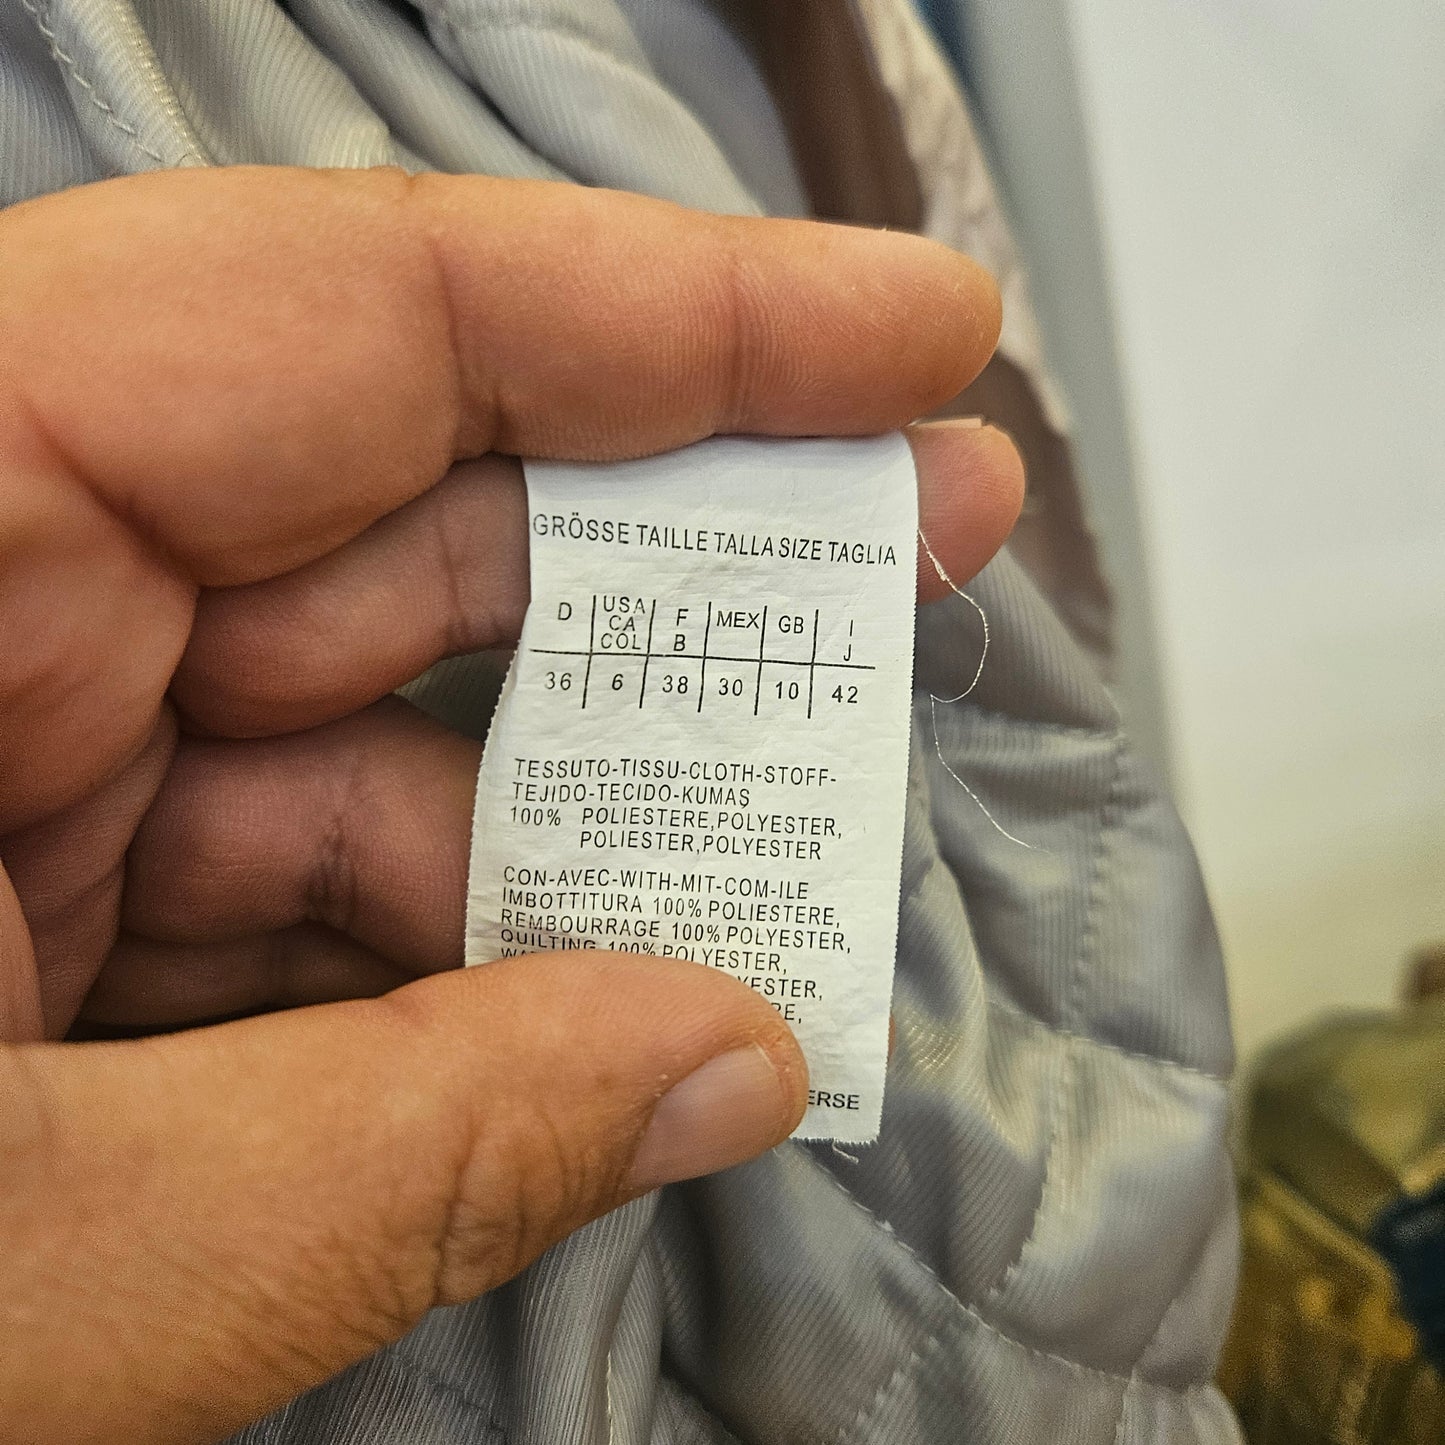 GRÖSSE TAILLE TALLA SIZE TAGLIA
D USA CA COL F B MEX GB I J
36 6 38 30 10 42
TESSUTO-TISSU-CLOTH-STOFF-
TEJIDO-TECIDO-KUMAŞ
100% POLIESTERE,POLYESTER,
POLIESTER,POLYESTER
CON-AVEC-WITH-MIT-COM-ILE
IMBOTTITURA 100% POLIESTERE,
REMBOURRAGE 100% POLYESTER,
QUILTING 100% POLYESTER,